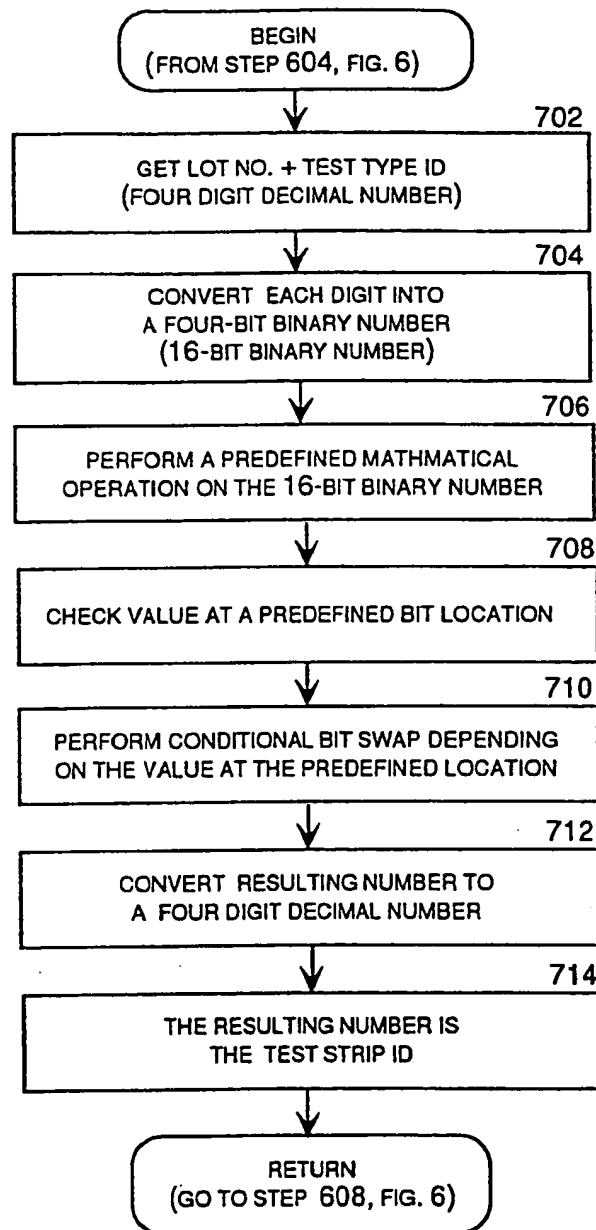 BEGIN
(FROM STEP 604, FIG. 6)
702
GET LOT NO. + TEST TYPE ID
(FOUR DIGIT DECIMAL NUMBER)
704
CONVERT EACH DIGIT INTO
A FOUR-BIT BINARY NUMBER
(16-BIT BINARY NUMBER)
706
PERFORM A PREDEFINED MATHMATICAL
OPERATION ON THE 16-BIT BINARY NUMBER
708
CHECK VALUE AT A PREDEFINED BIT LOCATION
710
PERFORM CONDITIONAL BIT SWAP DEPENDING
ON THE VALUE AT THE PREDEFINED LOCATION
712
CONVERT RESULTING NUMBER TO
A FOUR DIGIT DECIMAL NUMBER
714
THE RESULTING NUMBER IS
THE TEST STRIP ID
RETURN
(GO TO STEP 608, FIG. 6)